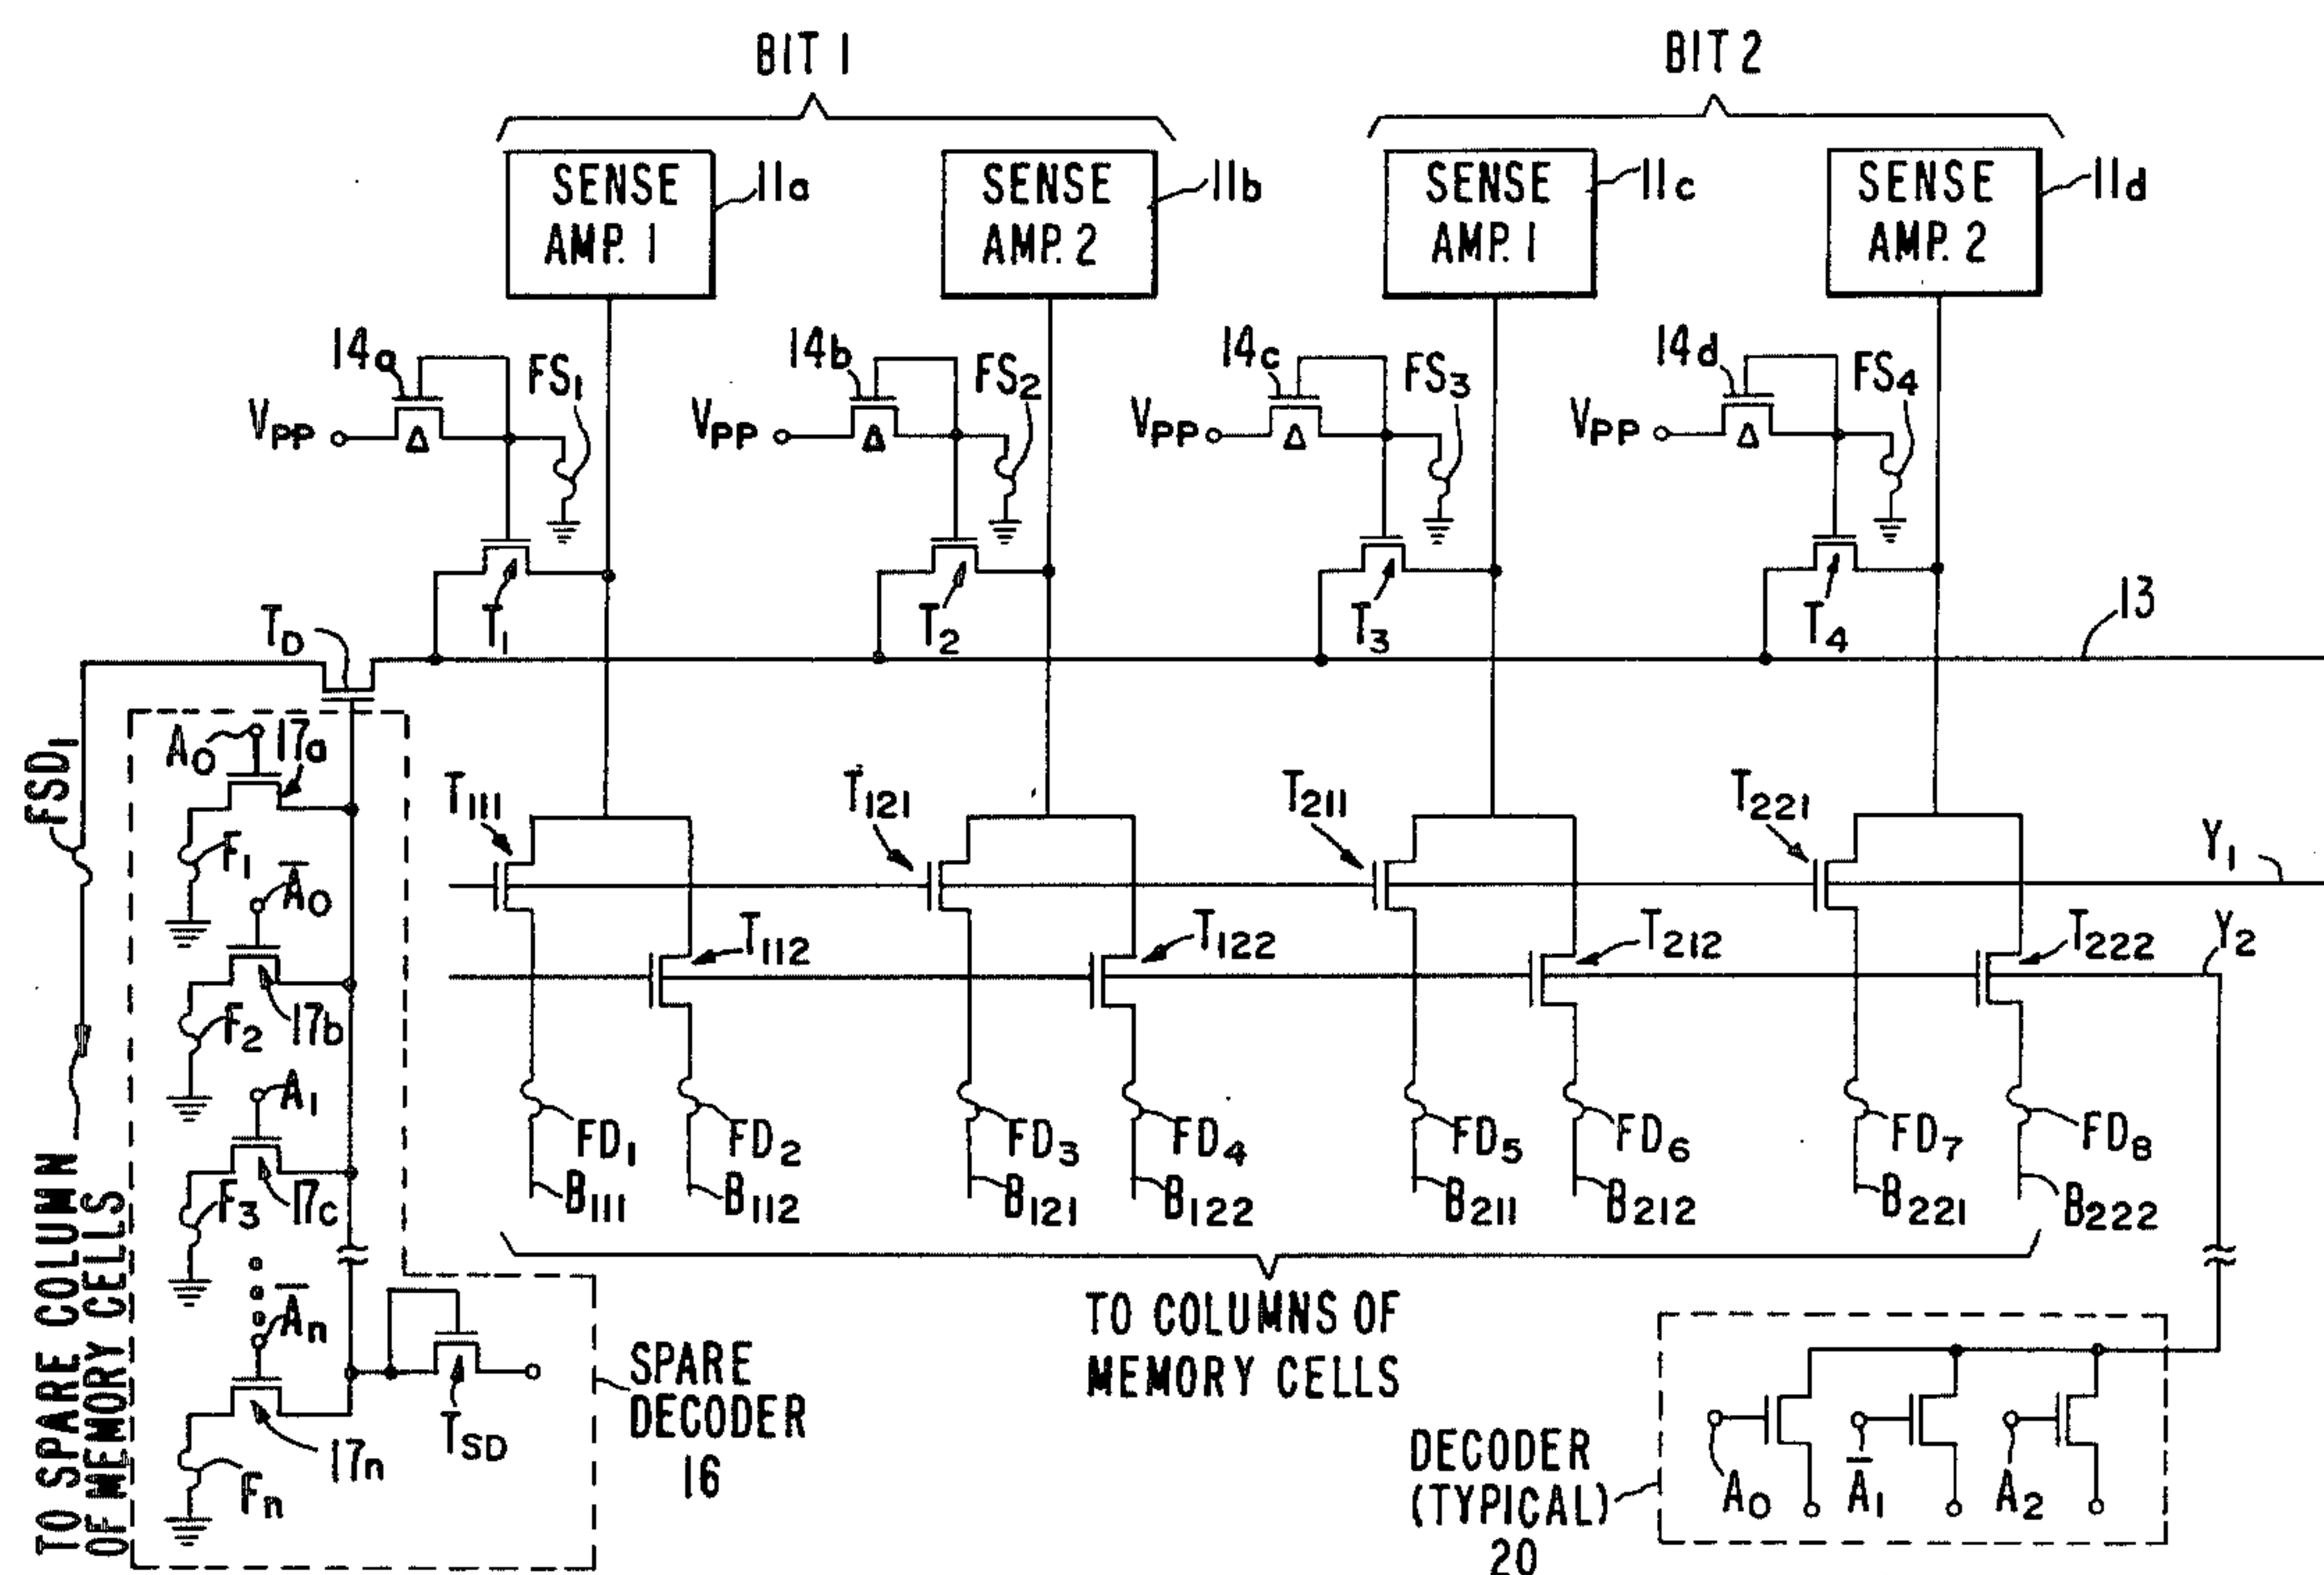 BIT 1
BIT 2
SENSE AMP. 1
11a
SENSE AMP. 2
11b
SENSE AMP. 1
11c
SENSE AMP. 2
11d
14a
FS1
14b
FS2
14c
FS3
14d
FS4
VPP
Δ
VPP
Δ
VPP
Δ
VPP
Δ
TD
T1
T2
T3
T4
13
FSD1
A0
17a
T111
T121
T211
T221
Y1
F1
A̅0
T112
T122
T212
T222
Y2
F2
17b
A1
FD1
FD2
FD3
FD4
FD5
FD6
FD7
FD8
F3
17c
B111
B112
B121
B122
B211
B212
B221
B222
TO SPARE COLUMN
OF MEMORY CELLS
A̅n
TO COLUMNS OF
MEMORY CELLS
SPARE
DECODER
16
TSD
17n
Fn
DECODER
(TYPICAL)
20
A0
A̅1
A2